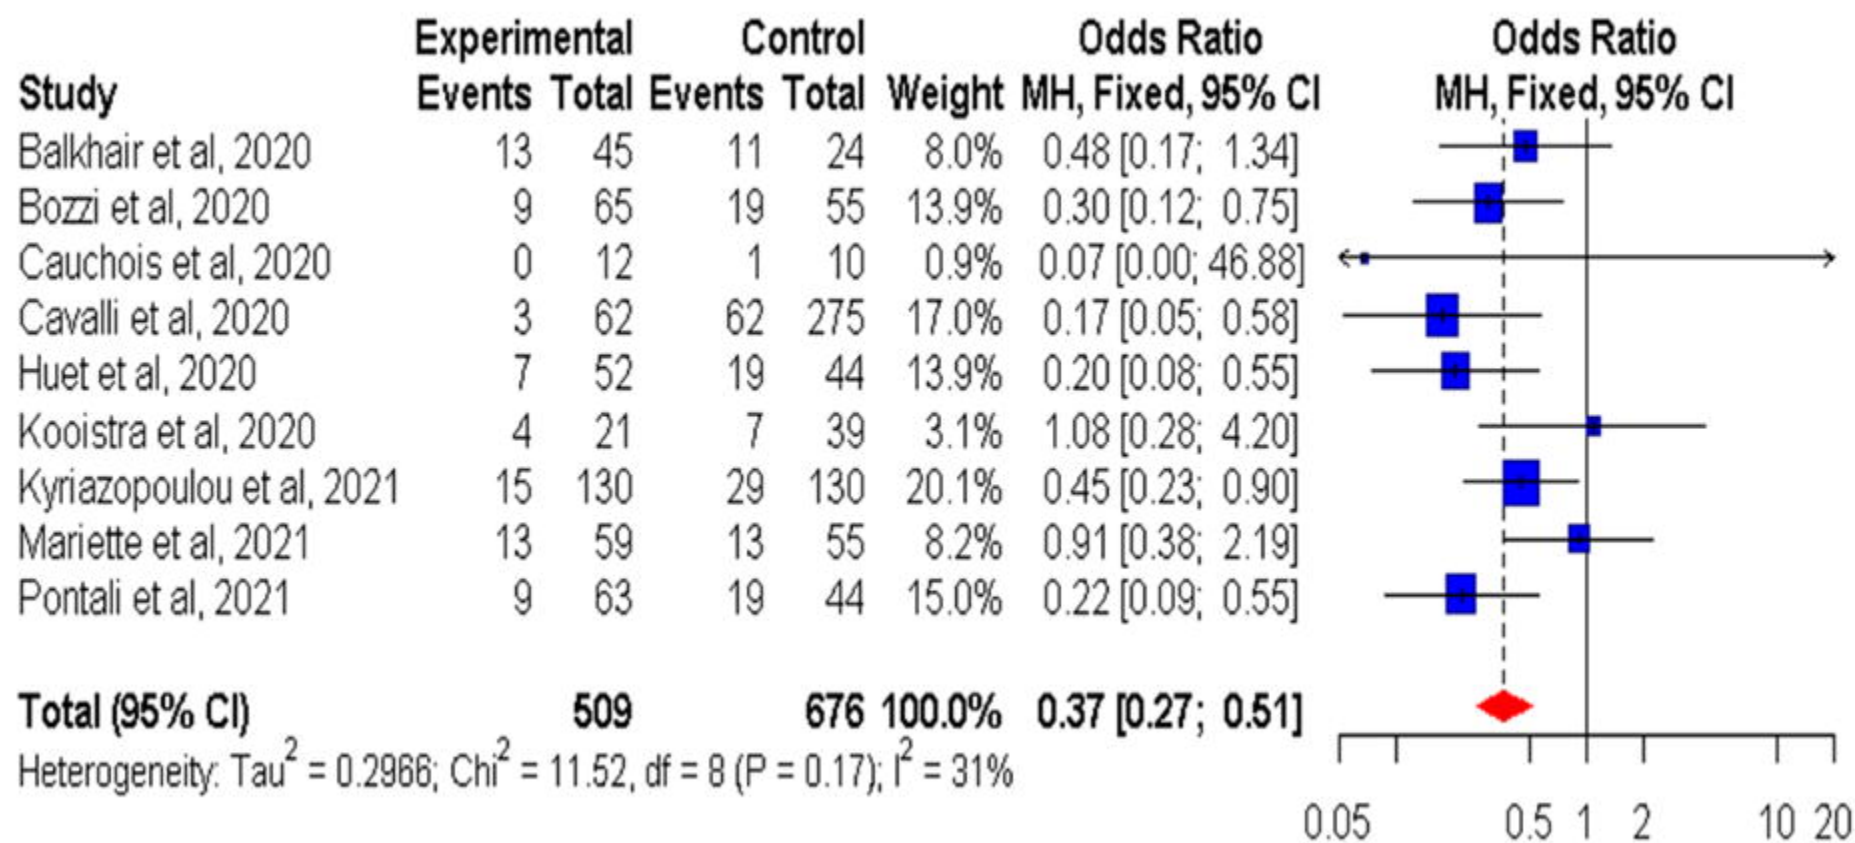 Experimental Control Odds Ratio Odds Ratio
Study Events Total Events Total Weight MH, Fixed, 95% CI MH, Fixed, 95% CI
Balkhair et al, 2020 13 45 11 24 8.0% 0.48 [0.17; 1.34]
Bozzi et al, 2020 9 65 19 55 13.9% 0.30 [0.12; 0.75]
Cauchois et al, 2020 0 12 1 10 0.9% 0.07 [0.00; 46.88]
Cavalli et al, 2020 3 62 62 275 17.0% 0.17 [0.05; 0.58]
Huet et al, 2020 7 52 19 44 13.9% 0.20 [0.08; 0.55]
Kooistra et al, 2020 4 21 7 39 3.1% 1.08 [0.28; 4.20]
Kyriazopoulou et al, 2021 15 130 29 130 20.1% 0.45 [0.23; 0.90]
Mariette et al, 2021 13 59 13 55 8.2% 0.91 [0.38; 2.19]
Pontali et al, 2021 9 63 19 44 15.0% 0.22 [0.09; 0.55]
Total (95% CI) 509 676 100.0% 0.37 [0.27; 0.51]
Heterogeneity: Tau² = 0.2966; Chi² = 11.52, df = 8 (P = 0.17); I² = 31%
0.05 0.5 1 2 10 20